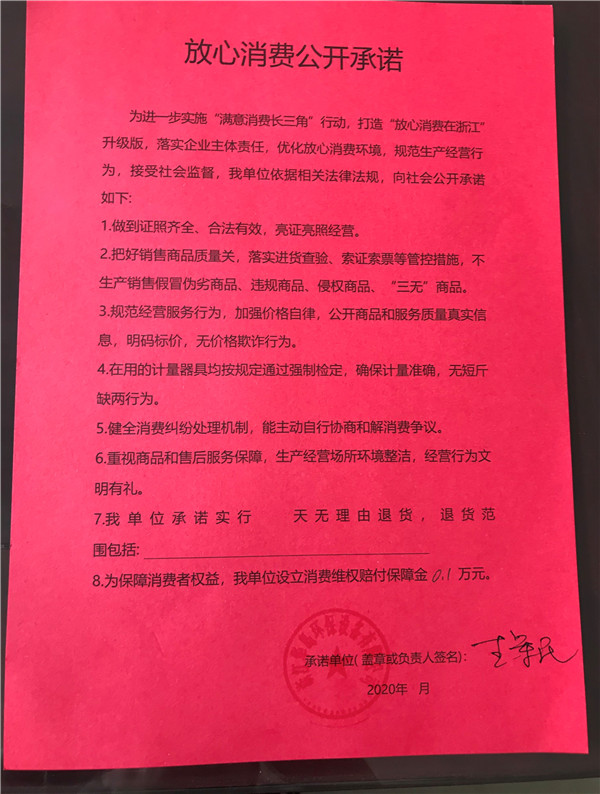 放心消费公开承诺
为进一步实施“满意消费长三角”行动，打造“放心消费在浙江”
升级版，落实企业主体责任，优化放心消费环境，规范生产经营行
为，接受社会监督，我单位依据相关法律法规，向社会公开承诺
如下:
1.做到证照齐全、合法有效，亮证亮照经营。
2.把好销售商品质量关，落实进货查验、索证索票等管控措施，不
生产销售假冒伪劣商品、违规商品、侵权商品、“三无”商品。
3.规范经营服务行为，加强价格自律，公开商品和服务质量真实信
息，明码标价，无价格欺诈行为。
4.在用的计量器具均按规定通过强制检定，确保计量准确，无短斤
缺两行为。
5.健全消费纠纷处理机制，能主动自行协商和解消费争议。
6.重视商品和售后服务保障，生产经营场所环境整洁，经营行为文
明有礼。
7.我单位承诺实行 天无理由退货，退货范
围包括:
8.为保障消费者权益，我单位设立消费维权赔付保障金 0.1 万元。
承诺单位(盖章或负责人签名):
2020年 月
环保设备有